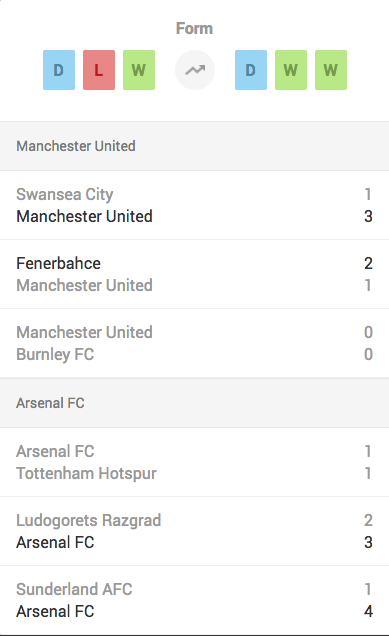 Form
D L W D W W
Manchester United
Swansea City 1
Manchester United 3
Fenerbahce 2
Manchester United 1
Manchester United 0
Burnley FC 0
Arsenal FC
Arsenal FC 1
Tottenham Hotspur 1
Ludogorets Razgrad 2
Arsenal FC 3
Sunderland AFC 1
Arsenal FC 4